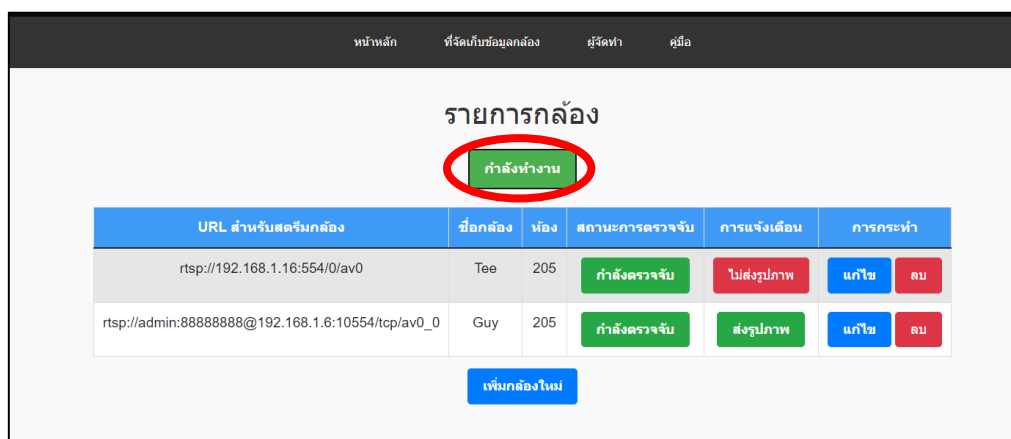 หน้าหลัก ที่จัดเก็บข้อมูลกล้อง ผู้จัดทำ คู่มือ
รายการกล้อง
กำลังทำงาน
URL สำหรับสตรีมกล้อง ชื่อกล้อง ห้อง สถานะการตรวจจับ การแจ้งเตือน การกระทำ
rtsp://192.168.1.16:554/0/av0 Tee 205 กำลังตรวจจับ ไม่ส่งรูปภาพ แก้ไข ลบ
rtsp://admin:88888888@192.168.1.6:10554/tcp/av0_0 Guy 205 กำลังตรวจจับ ส่งรูปภาพ แก้ไข ลบ
เพิ่มกล้องใหม่